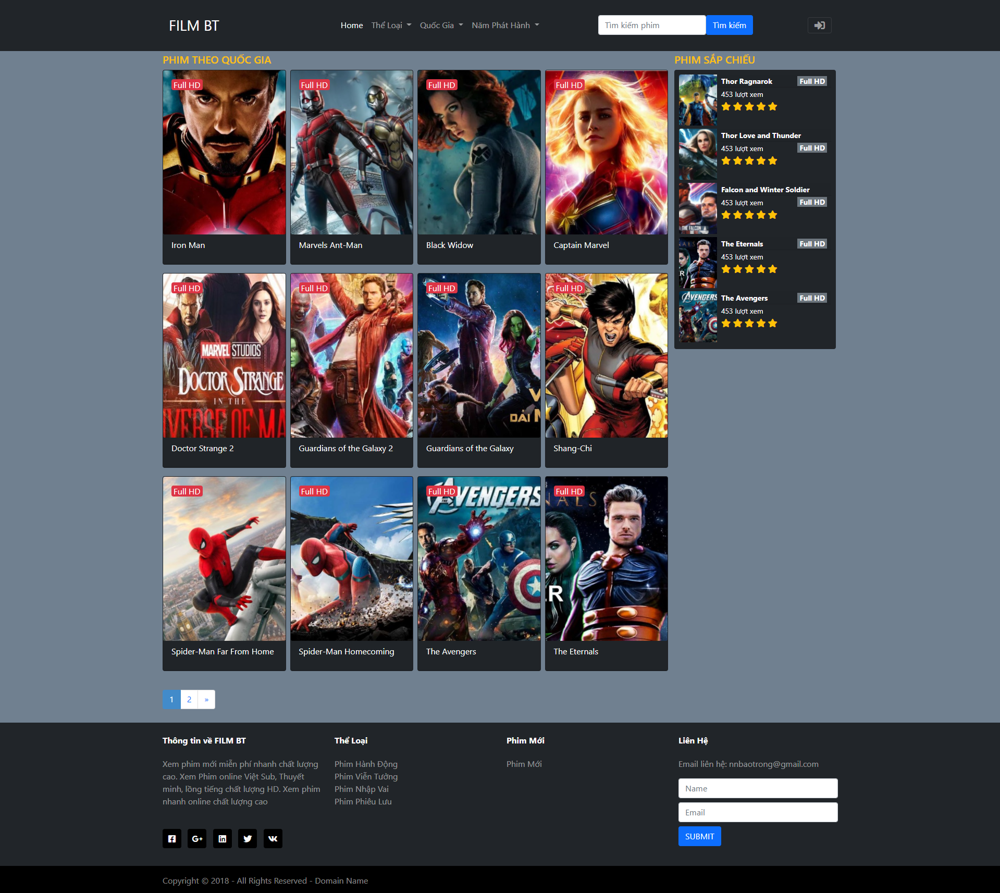 FILM BT
Home
Thể Loại
Quốc Gia
Năm Phát Hành
Tìm kiếm phim
Tìm kiếm
PHIM THEO QUỐC GIA
Full HD
Iron Man
Full HD
Marvels Ant-Man
Full HD
Black Widow
Full HD
Captain Marvel
Full HD
MARVEL STUDIOS
DOCTOR STRANGE
IN THE
IVERSE OF MA
Doctor Strange 2
Full HD
Guardians of the Galaxy 2
Full HD
DẢI
Guardians of the Galaxy
Full HD
Shang-Chi
Full HD
Spider-Man Far From Home
Full HD
Spider-Man Homecoming
Full HD
THE AVENGERS
The Avengers
Full HD
NALS
ER
The Eternals
PHIM SẮP CHIẾU
Thor Ragnarok
Full HD
453 lượt xem
Thor Love and Thunder
453 lượt xem
Full HD
Falcon and Winter Soldier
453 lượt xem
Full HD
THE FALCON
The Eternals
Full HD
453 lượt xem
NALS
R
The Avengers
Full HD
453 lượt xem
AVENGERS
1
2
»
Thông tin về FILM BT
Xem phim mới miễn phí nhanh chất lượng
cao. Xem Phim online Việt Sub, Thuyết
minh, lồng tiếng chất lượng HD. Xem phim
nhanh online chất lượng cao
Thể Loại
Phim Hành Động
Phim Viễn Tưởng
Phim Nhập Vai
Phim Phiêu Lưu
Phim Mới
Phim Mới
Liên Hệ
Email liên hệ: nnbaotrong@gmail.com
Name
Email
SUBMIT
Copyright © 2018 - All Rights Reserved - Domain Name